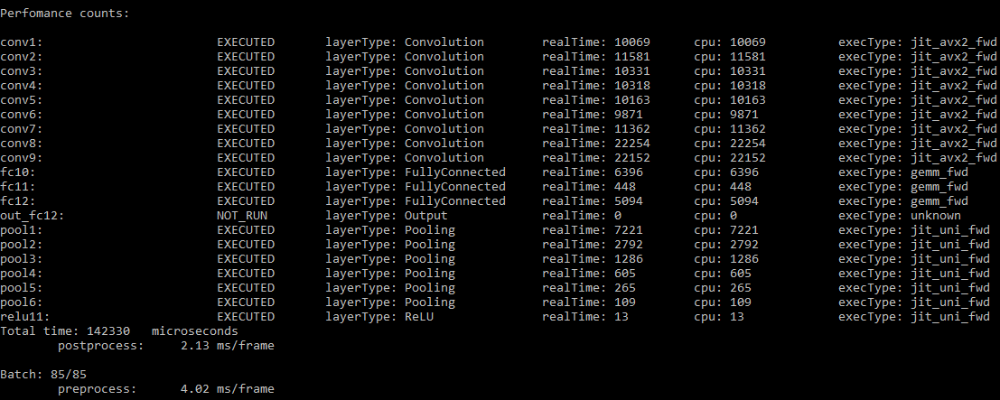 Perfomance counts:
conv1: EXECUTED layerType: Convolution realTime: 10069 cpu: 10069 execType: jit_avx2_fwd
conv2: EXECUTED layerType: Convolution realTime: 11581 cpu: 11581 execType: jit_avx2_fwd
conv3: EXECUTED layerType: Convolution realTime: 10331 cpu: 10331 execType: jit_avx2_fwd
conv4: EXECUTED layerType: Convolution realTime: 10318 cpu: 10318 execType: jit_avx2_fwd
conv5: EXECUTED layerType: Convolution realTime: 10163 cpu: 10163 execType: jit_avx2_fwd
conv6: EXECUTED layerType: Convolution realTime: 9871 cpu: 9871 execType: jit_avx2_fwd
conv7: EXECUTED layerType: Convolution realTime: 11362 cpu: 11362 execType: jit_avx2_fwd
conv8: EXECUTED layerType: Convolution realTime: 22254 cpu: 22254 execType: jit_avx2_fwd
conv9: EXECUTED layerType: Convolution realTime: 22152 cpu: 22152 execType: jit_avx2_fwd
fc10: EXECUTED layerType: FullyConnected realTime: 6396 cpu: 6396 execType: gemm_fwd
fc11: EXECUTED layerType: FullyConnected realTime: 448 cpu: 448 execType: gemm_fwd
fc12: EXECUTED layerType: FullyConnected realTime: 5094 cpu: 5094 execType: gemm_fwd
out_fc12: NOT_RUN layerType: Output realTime: 0 cpu: 0 execType: unknown
pool1: EXECUTED layerType: Pooling realTime: 7221 cpu: 7221 execType: jit_uni_fwd
pool2: EXECUTED layerType: Pooling realTime: 2792 cpu: 2792 execType: jit_uni_fwd
pool3: EXECUTED layerType: Pooling realTime: 1286 cpu: 1286 execType: jit_uni_fwd
pool4: EXECUTED layerType: Pooling realTime: 605 cpu: 605 execType: jit_uni_fwd
pool5: EXECUTED layerType: Pooling realTime: 265 cpu: 265 execType: jit_uni_fwd
pool6: EXECUTED layerType: Pooling realTime: 109 cpu: 109 execType: jit_uni_fwd
relu11: EXECUTED layerType: ReLU realTime: 13 cpu: 13 execType: jit_uni_fwd
Total time: 142330 microseconds
postprocess: 2.13 ms/frame
Batch: 85/85
preprocess: 4.02 ms/frame